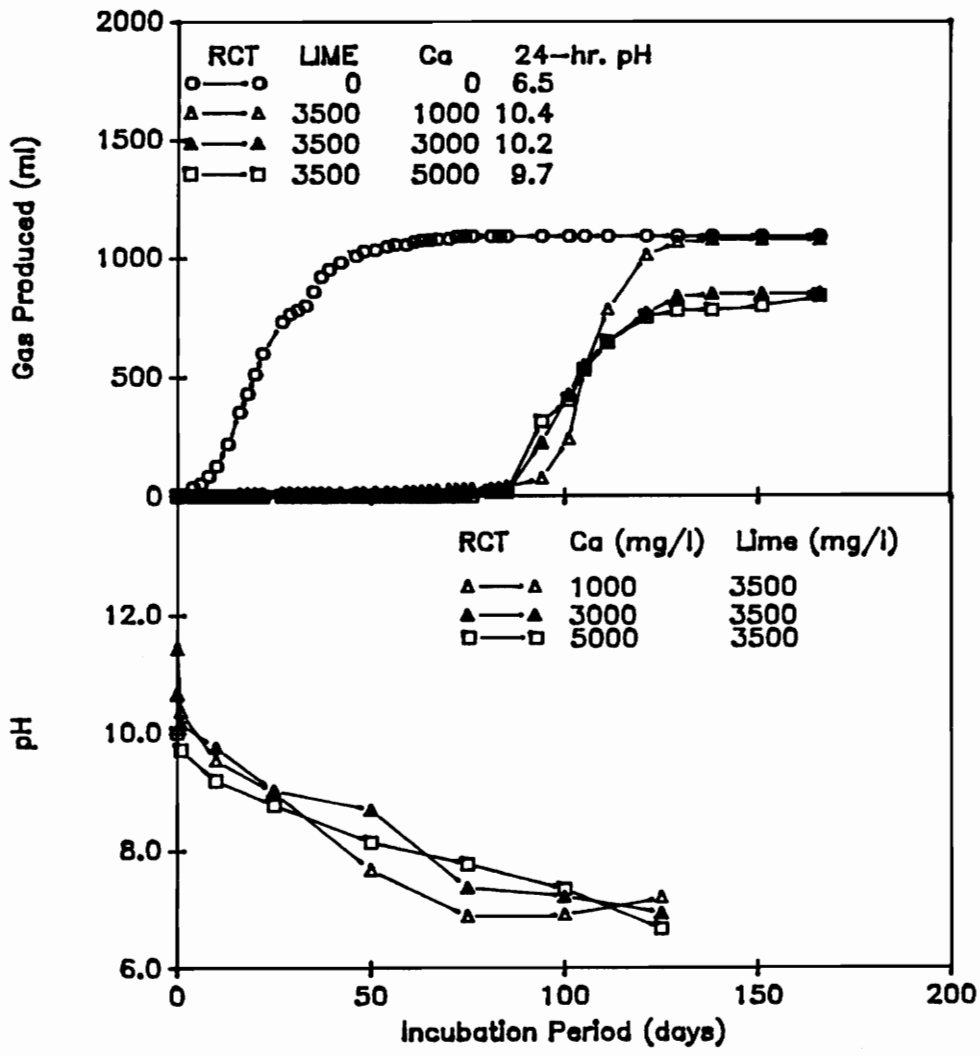 2000
1500
1000
500
0
Gas Produced (ml)
RCT LIME Ca 24-hr. pH
0 0 6.5
3500 1000 10.4
3500 3000 10.2
3500 5000 9.7
RCT Ca (mg/l) Lime (mg/l)
1000 3500
3000 3500
5000 3500
12.0
10.0
8.0
6.0
pH
0 50 100 150 200
Incubation Period (days)